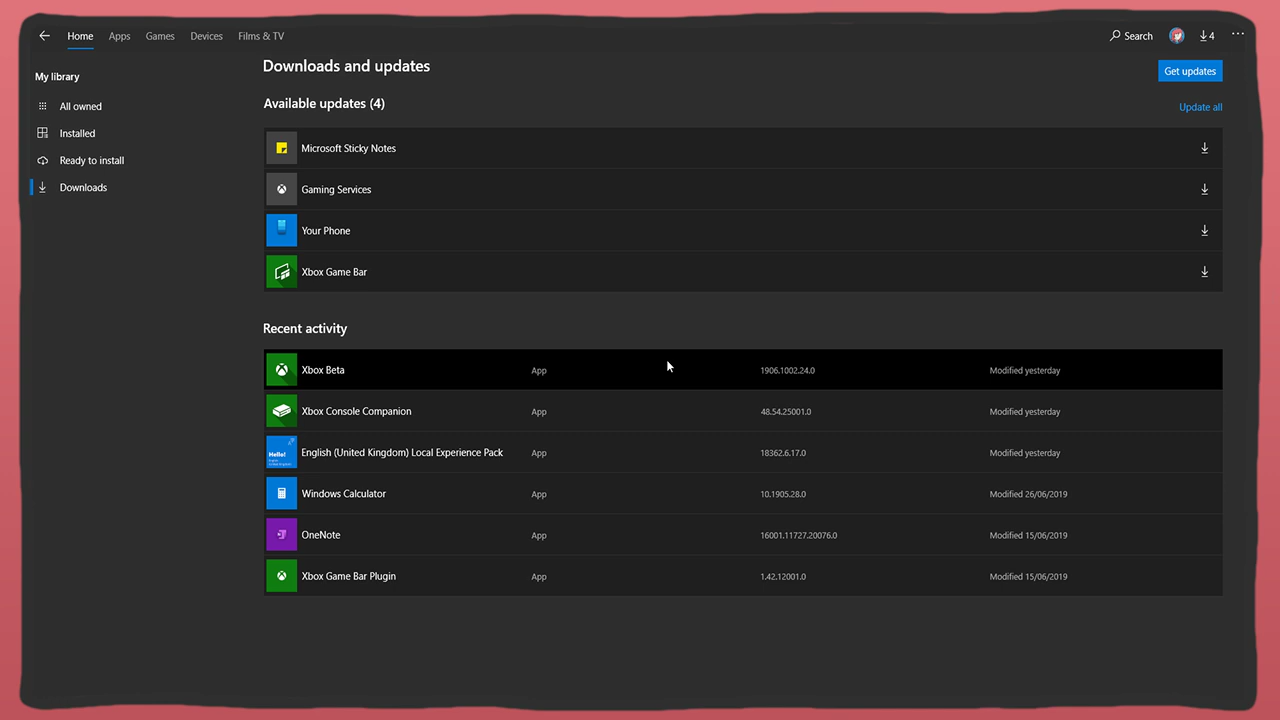 Home Apps Games Devices Films & TV Search 4
My library
All owned
Installed
Ready to install
Downloads
Downloads and updates
Get updates
Available updates (4)
Update all
Microsoft Sticky Notes
Gaming Services
Your Phone
Xbox Game Bar
Recent activity
Xbox Beta App 1906.1002.24.0 Modified yesterday
Xbox Console Companion App 48.54.25001.0 Modified yesterday
Hello!
English (United Kingdom) Local Experience Pack App 18362.6.17.0 Modified yesterday
Windows Calculator App 10.1905.28.0 Modified 26/06/2019
OneNote App 16001.11727.20076.0 Modified 15/06/2019
Xbox Game Bar Plugin App 1.42.12001.0 Modified 15/06/2019